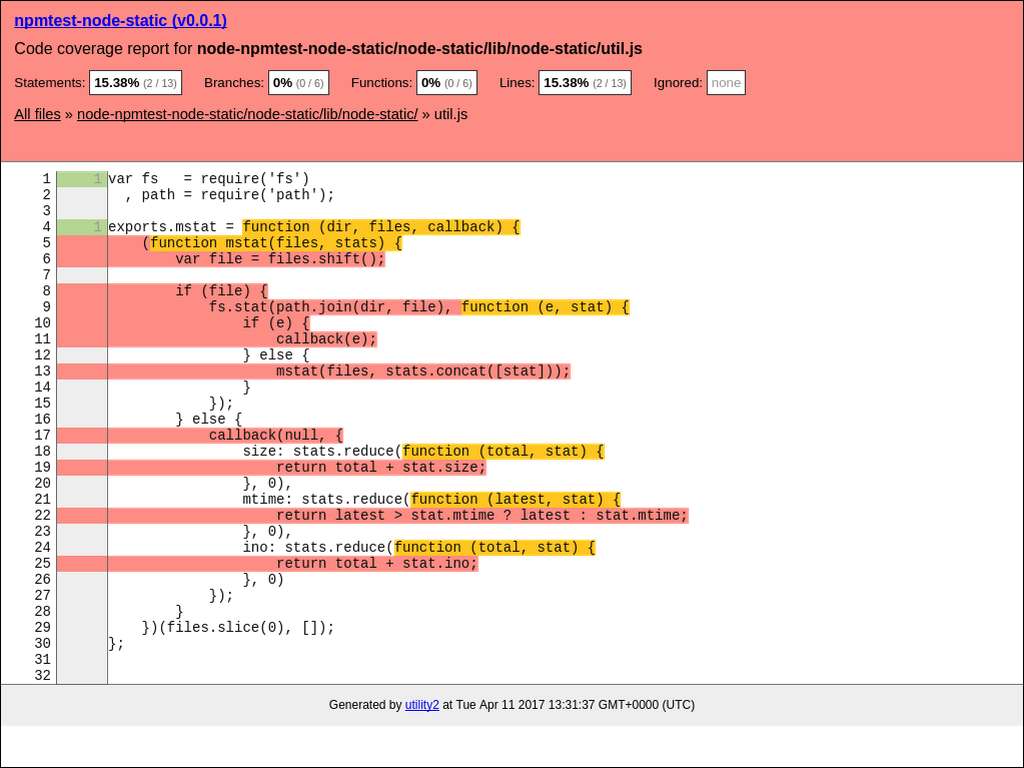 npmtest-node-static (v0.0.1)
Code coverage report for node-npmtest-node-static/node-static/lib/node-static/util.js
Statements: 15.38% (2 / 13) Branches: 0% (0 / 6) Functions: 0% (0 / 6) Lines: 15.38% (2 / 13) Ignored: none
All files » node-npmtest-node-static/node-static/lib/node-static/ » util.js
1 1 var fs   = require('fs')
2   , path = require('path');
3
4 1 exports.mstat = function (dir, files, callback) {
5     (function mstat(files, stats) {
6         var file = files.shift();
7
8         if (file) {
9             fs.stat(path.join(dir, file), function (e, stat) {
10                 if (e) {
11                     callback(e);
12                 } else {
13                     mstat(files, stats.concat([stat]));
14                 }
15             });
16         } else {
17             callback(null, {
18                 size: stats.reduce(function (total, stat) {
19                     return total + stat.size;
20                 }, 0),
21                 mtime: stats.reduce(function (latest, stat) {
22                     return latest > stat.mtime ? latest : stat.mtime;
23                 }, 0),
24                 ino: stats.reduce(function (total, stat) {
25                     return total + stat.ino;
26                 }, 0)
27             });
28         }
29     })(files.slice(0), []);
30 };
31
32
Generated by utility2 at Tue Apr 11 2017 13:31:37 GMT+0000 (UTC)